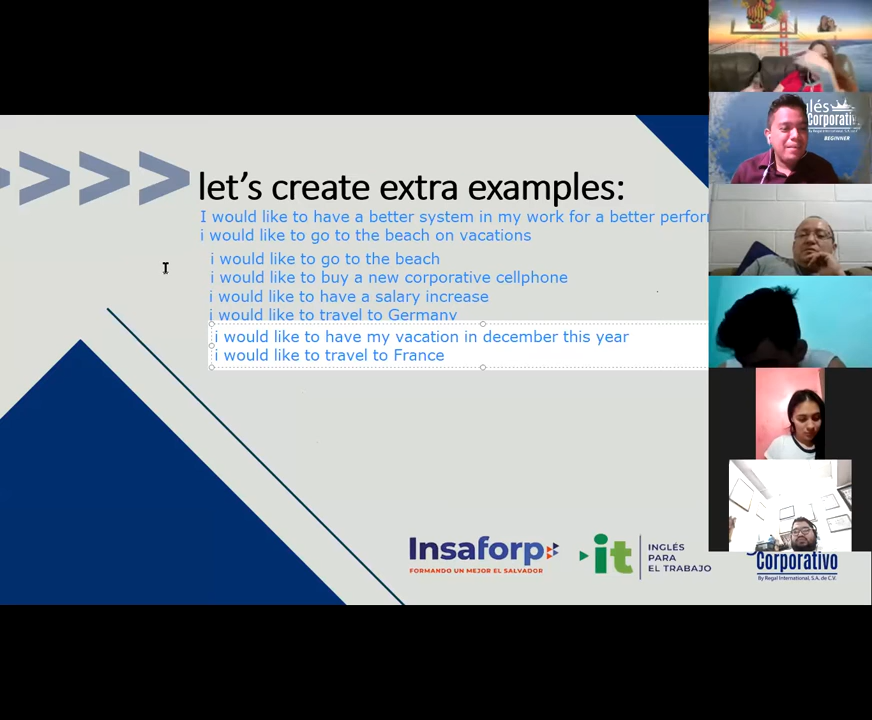 let's create extra examples:
I would like to have a better system in my work for a better perfor
i would like to go to the beach on vacations
i would like to go to the beach
i would like to buy a new corporative cellphone
i would like to have a salary increase
i would like to travel to Germany
i would like to have my vacation in december this year
i would like to travel to France
Insaforp
FORMANDO UN MEJOR EL SALVADOR
it
INGLÉS
PARA
EL TRABAJO
Corporativo
By Regal International, S.A. de C.V.
glés
Corporativ
BEGINNER